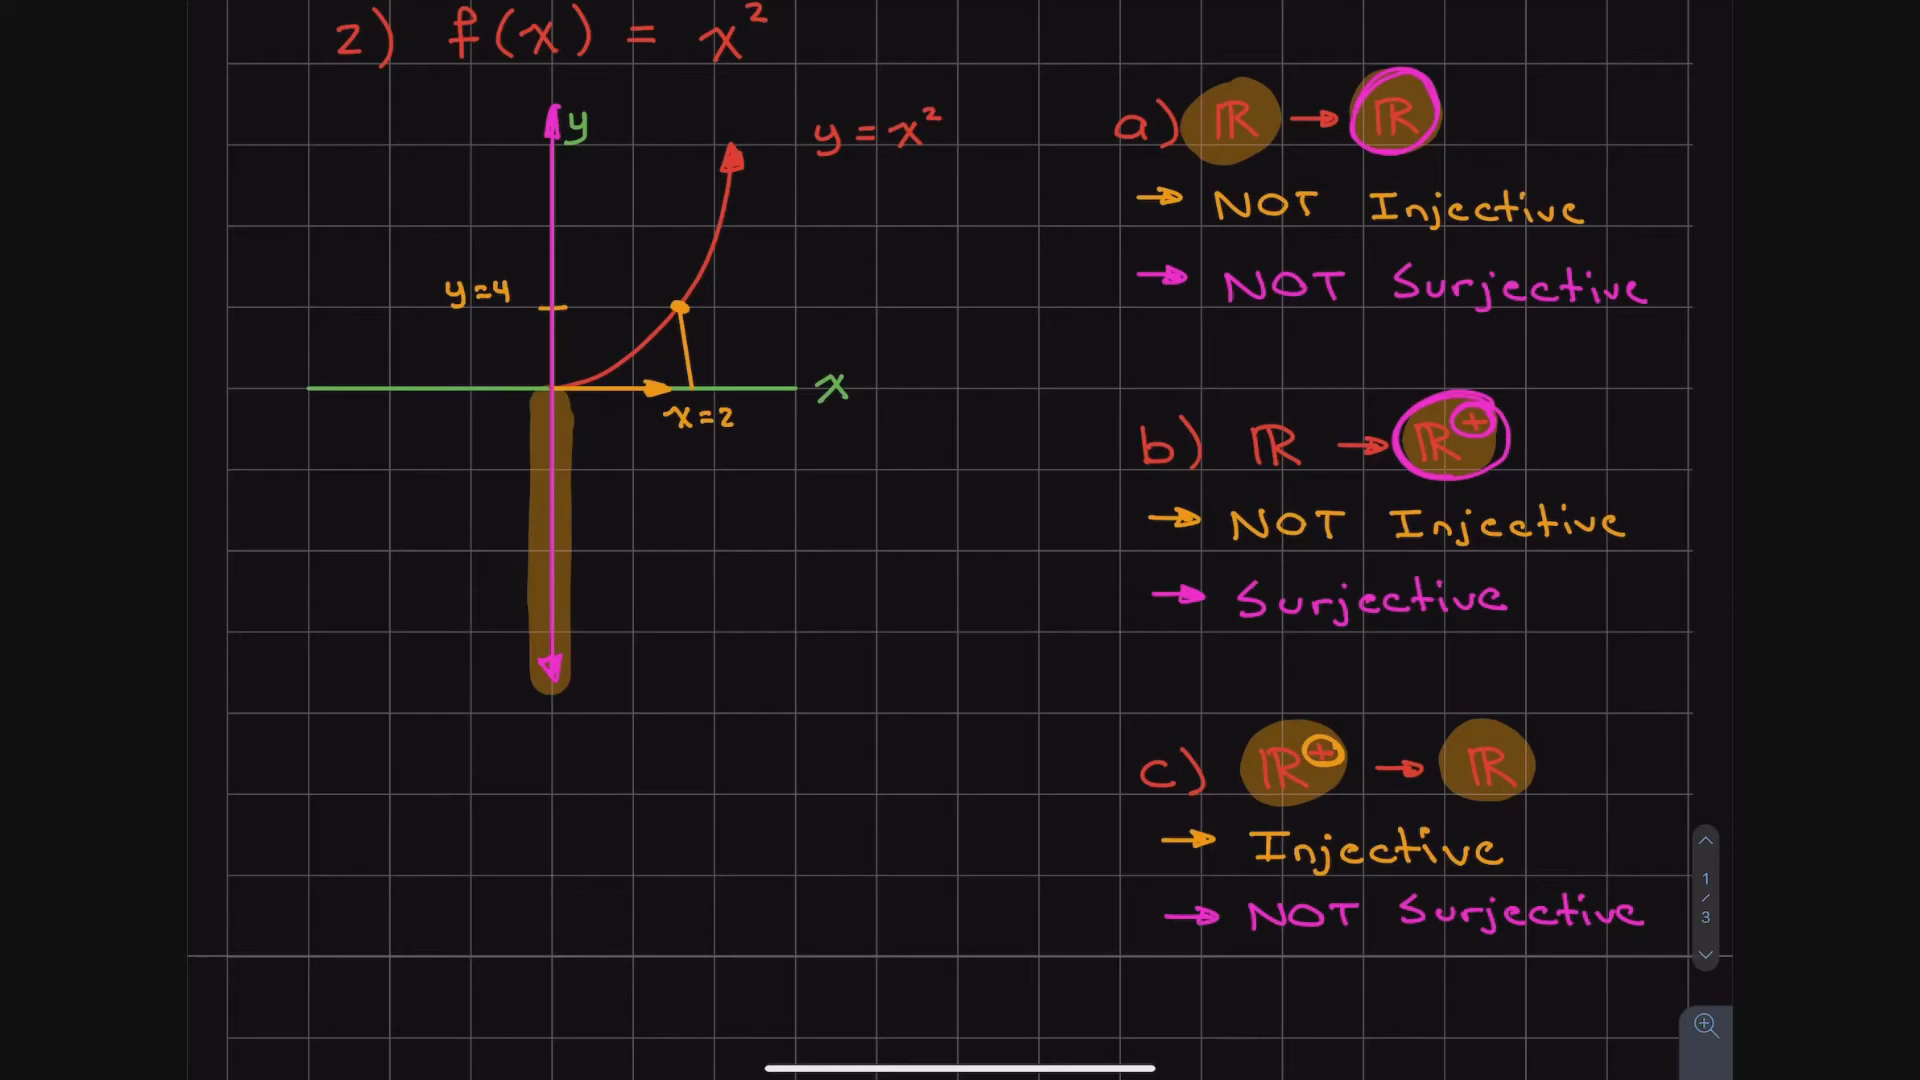 2) f(x) = x²
y
y = x²
y=4
x
x=2
a) ℝ → ℝ
→ NOT Injective
→ NOT Surjective
b) ℝ → ℝ⁺
→ NOT Injective
→ Surjective
c) ℝ⁺ → ℝ
→ Injective
→ NOT Surjective
1
/
3